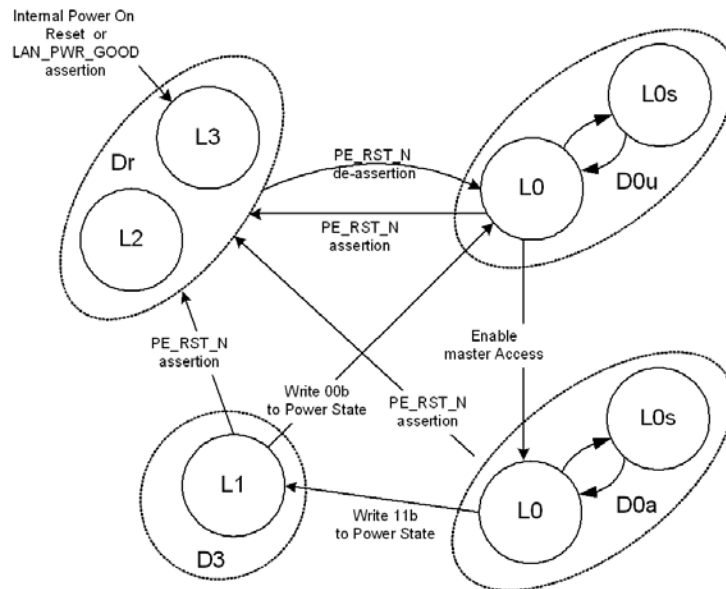 Internal Power On
Reset or
LAN_PWR_GOOD
assertion
L3
Dr
L2
PE_RST_N
de-assertion
PE_RST_N
assertion
L0s
L0
D0u
PE_RST_N
assertion
Write 00b
to Power State
Enable
master Access
PE_RST_N
assertion
L1
D3
Write 11b
to Power State
L0s
L0
D0a